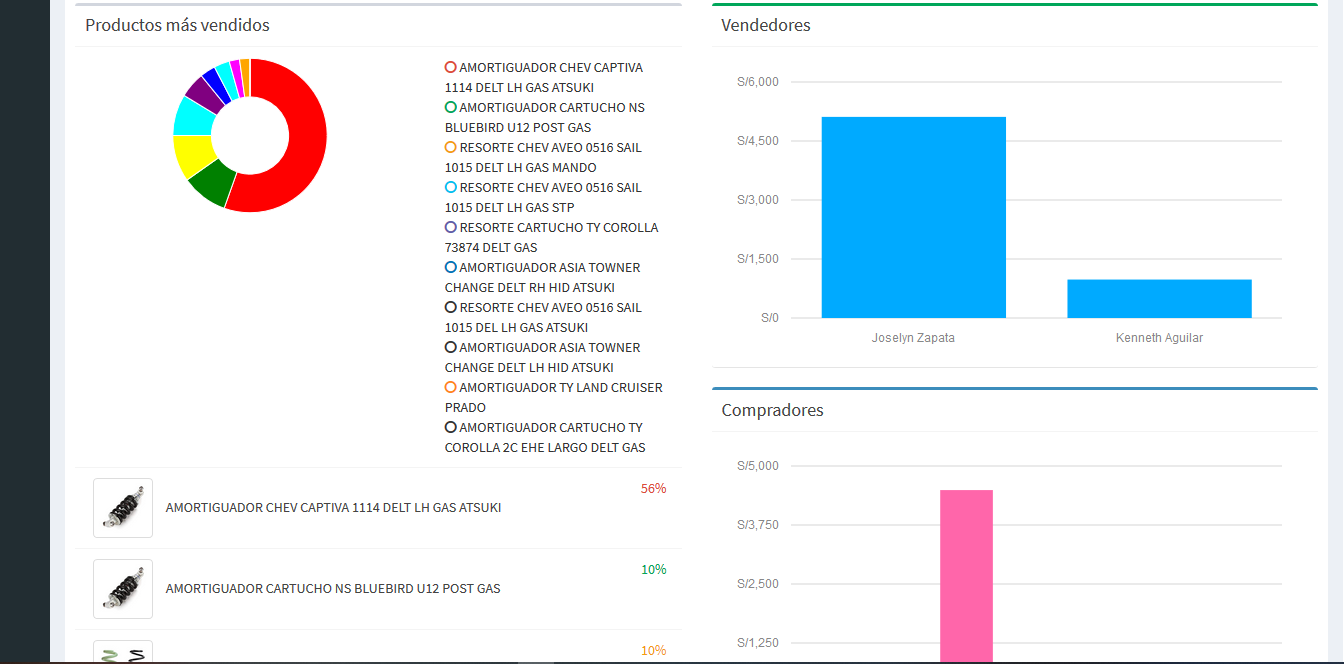 Productos más vendidos
AMORTIGUADOR CHEV CAPTIVA
1114 DELT LH GAS ATSUKI
AMORTIGUADOR CARTUCHO NS
BLUEBIRD U12 POST GAS
RESORTE CHEV AVEO 0516 SAIL
1015 DELT LH GAS MANDO
RESORTE CHEV AVEO 0516 SAIL
1015 DELT LH GAS STP
RESORTE CARTUCHO TY COROLLA
73874 DELT GAS
AMORTIGUADOR ASIA TOWNER
CHANGE DELT RH HID ATSUKI
RESORTE CHEV AVEO 0516 SAIL
1015 DEL LH GAS ATSUKI
AMORTIGUADOR ASIA TOWNER
CHANGE DELT LH HID ATSUKI
AMORTIGUADOR TY LAND CRUISER
PRADO
AMORTIGUADOR CARTUCHO TY
COROLLA 2C EHE LARGO DELT GAS
56%
AMORTIGUADOR CHEV CAPTIVA 1114 DELT LH GAS ATSUKI
10%
AMORTIGUADOR CARTUCHO NS BLUEBIRD U12 POST GAS
10%
Vendedores
S/6,000
S/4,500
S/3,000
S/1,500
S/0
Joselyn Zapata
Kenneth Aguilar
Compradores
S/5,000
S/3,750
S/2,500
S/1,250